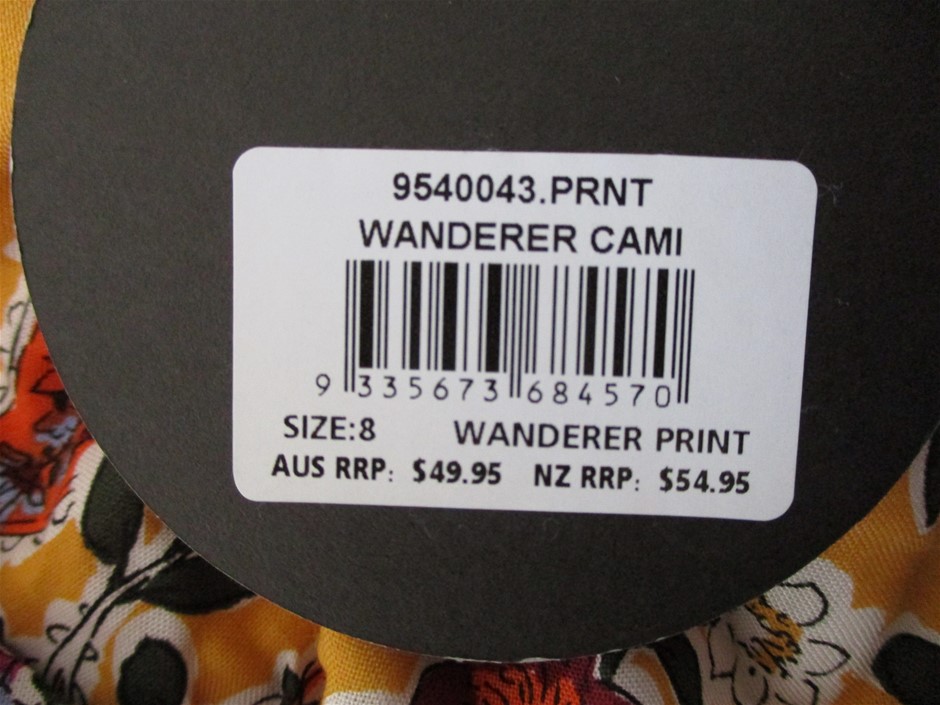 9540043.PRNT
WANDERER CAMI
9 335673 684570
SIZE:8 WANDERER PRINT
AUS RRP: $49.95 NZ RRP: $54.95